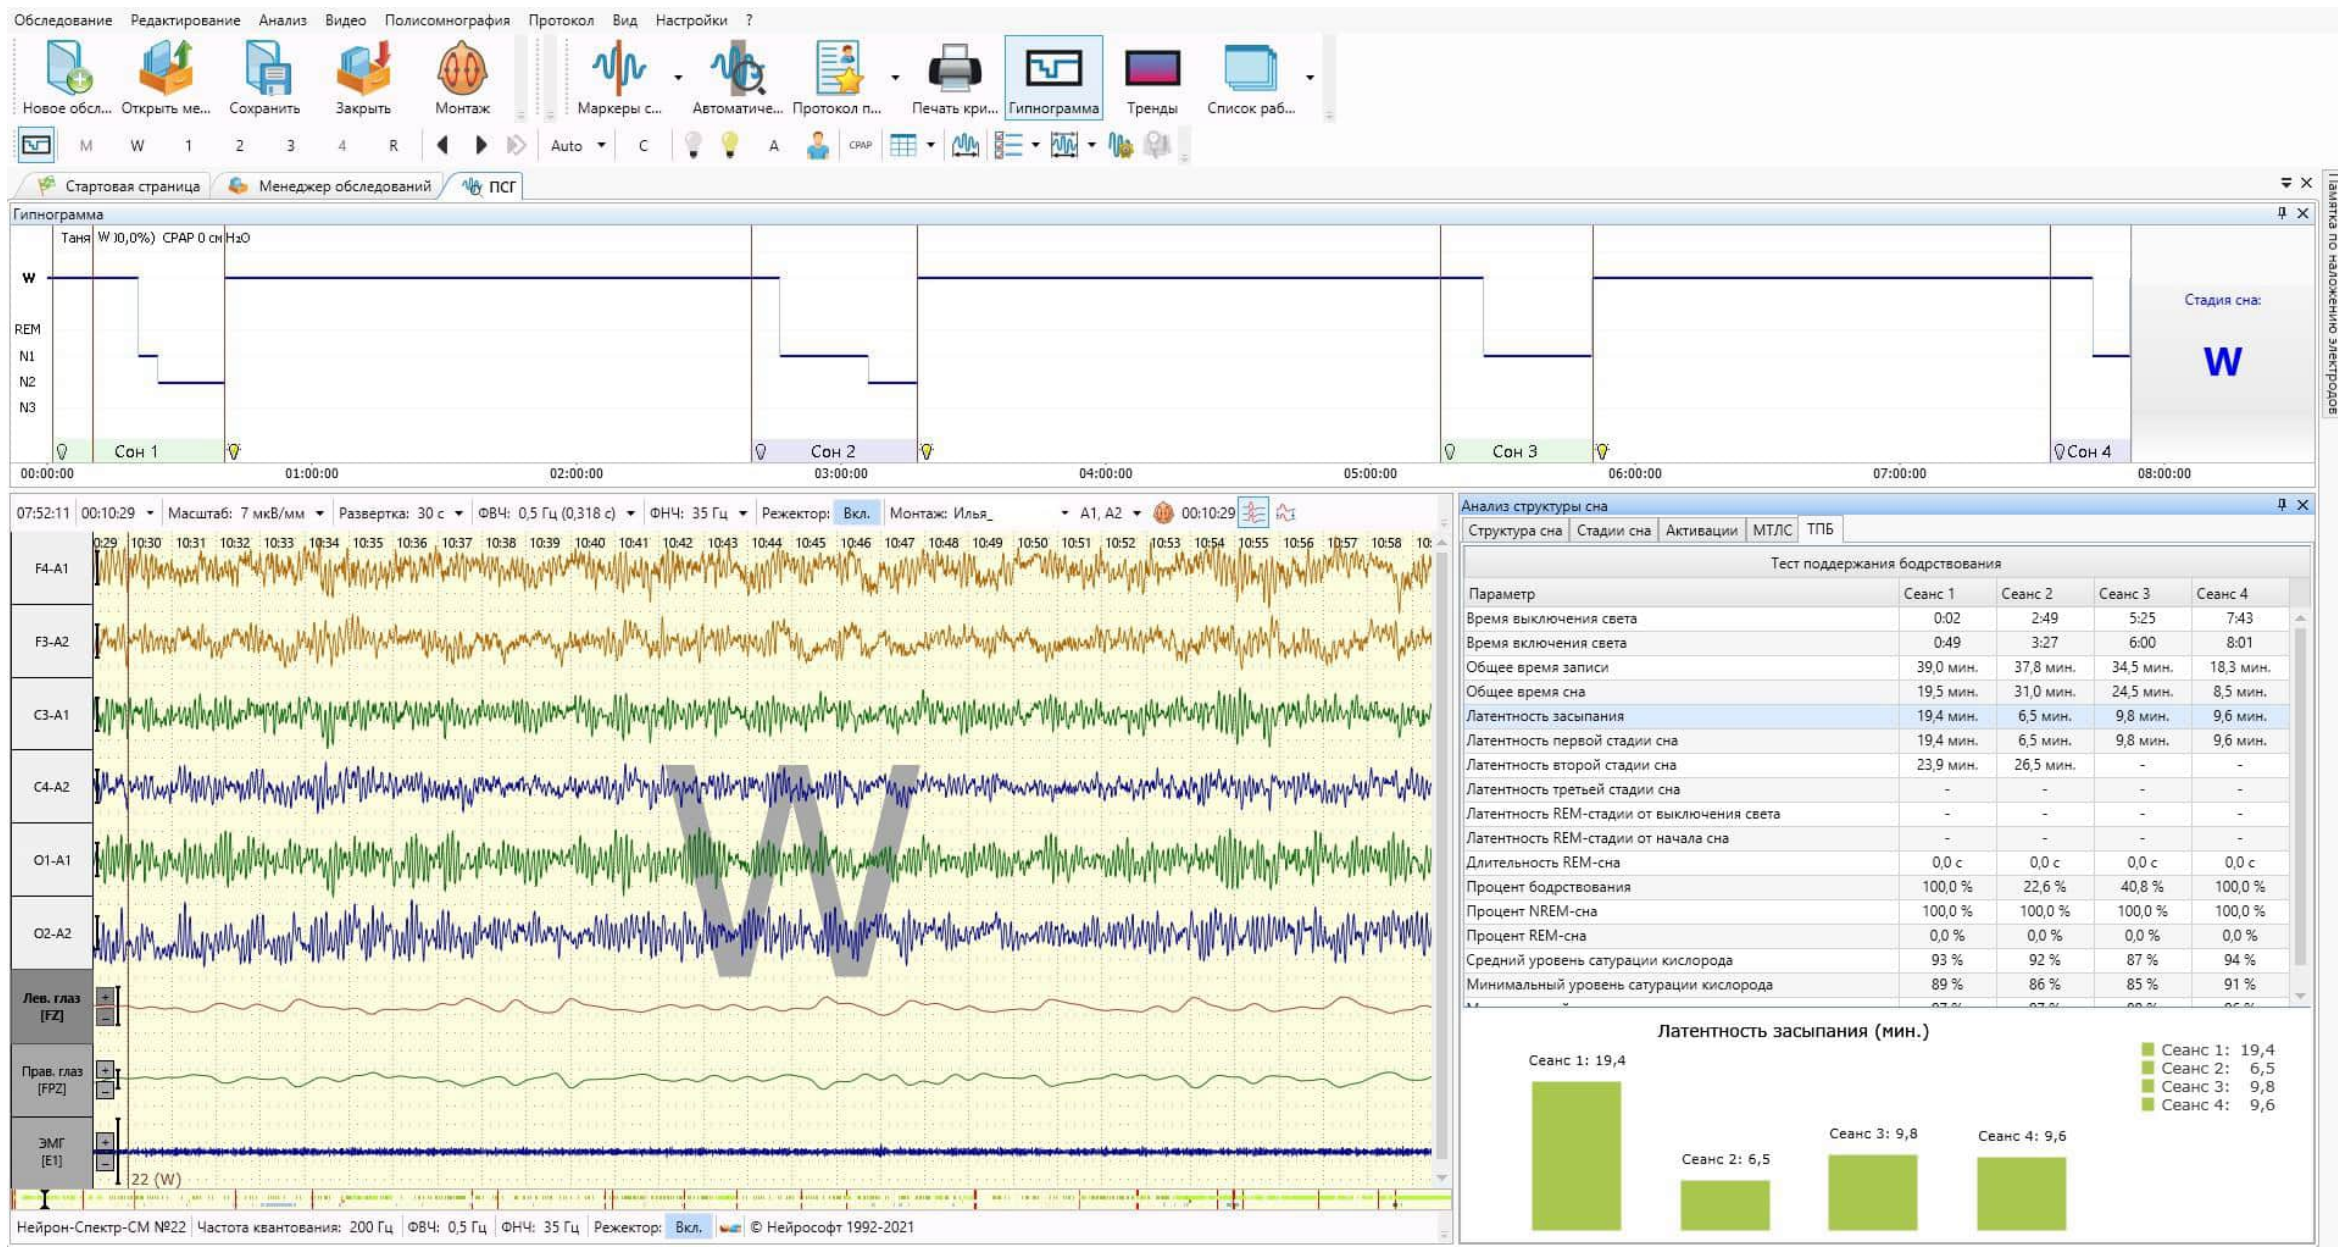 Обследование Редактирование Анализ Видео Полисомнография Протокол Вид Настройки ?
Новое обсл... Открыть ме... Сохранить Закрыть Монтаж Маркеры с... Автоматиче... Протокол п... Печать кри... Гипнограмма Тренды Список раб...
M W 1 2 3 4 R Auto C A CPAP
Стартовая страница Менеджер обследований ПСГ
Памятка по наложению электродов
Гипнограмма
Таня W )0,0%) CPAP 0 см H₂O
W
REM
N1
N2
N3
Стадия сна:
W
Сон 1 Сон 2 Сон 3 Сон 4
00:00:00 01:00:00 02:00:00 03:00:00 04:00:00 05:00:00 06:00:00 07:00:00 08:00:00
07:52:11 00:10:29 Масштаб: 7 мкВ/мм Развертка: 30 с ФВЧ: 0,5 Гц (0,318 с) ФНЧ: 35 Гц Режектор: Вкл. Монтаж: Илья_ A1, A2 00:10:29
0:29 10:30 10:31 10:32 10:33 10:34 10:35 10:36 10:37 10:38 10:39 10:40 10:41 10:42 10:43 10:44 10:45 10:46 10:47 10:48 10:49 10:50 10:51 10:52 10:53 10:54 10:55 10:56 10:57 10:58 10:
F4-A1
F3-A2
C3-A1
C4-A2
O1-A1
O2-A2
W
Лев. глаз
[FZ]
Прав. глаз
[FPZ]
ЭМГ
[E1]
22 (W)
Нейрон-Спектр-СМ №22 Частота квантования: 200 Гц ФВЧ: 0,5 Гц ФНЧ: 35 Гц Режектор: Вкл. © Нейрософт 1992-2021
Анализ структуры сна
Структура сна Стадии сна Активации МТЛС ТПБ
Тест поддержания бодрствования
Параметр Сеанс 1 Сеанс 2 Сеанс 3 Сеанс 4
Время выключения света 0:02 2:49 5:25 7:43
Время включения света 0:49 3:27 6:00 8:01
Общее время записи 39,0 мин. 37,8 мин. 34,5 мин. 18,3 мин.
Общее время сна 19,5 мин. 31,0 мин. 24,5 мин. 8,5 мин.
Латентность засыпания 19,4 мин. 6,5 мин. 9,8 мин. 9,6 мин.
Латентность первой стадии сна 19,4 мин. 6,5 мин. 9,8 мин. 9,6 мин.
Латентность второй стадии сна 23,9 мин. 26,5 мин. - -
Латентность третьей стадии сна - - - -
Латентность REM-стадии от выключения света - - - -
Латентность REM-стадии от начала сна - - - -
Длительность REM-сна 0,0 с 0,0 с 0,0 с 0,0 с
Процент бодрствования 100,0 % 22,6 % 40,8 % 100,0 %
Процент NREM-сна 100,0 % 100,0 % 100,0 % 100,0 %
Процент REM-сна 0,0 % 0,0 % 0,0 % 0,0 %
Средний уровень сатурации кислорода 93 % 92 % 87 % 94 %
Минимальный уровень сатурации кислорода 89 % 86 % 85 % 91 %
Латентность засыпания (мин.)
Сеанс 1: 19,4
Сеанс 2: 6,5
Сеанс 3: 9,8
Сеанс 4: 9,6
Сеанс 1: 19,4
Сеанс 2: 6,5
Сеанс 3: 9,8
Сеанс 4: 9,6